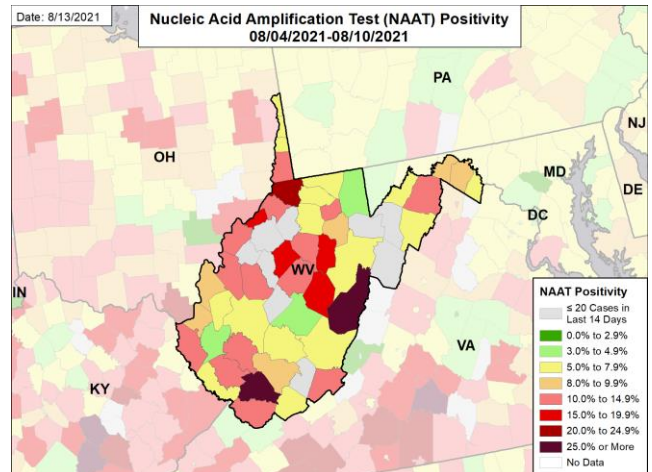 Date: 8/13/2021
Nucleic Acid Amplification Test (NAAT) Positivity
08/04/2021-08/10/2021
PA
NJ
OH
MD
DE
DC
WV
IN
VA
KY
NAAT Positivity
≤ 20 Cases in
Last 14 Days
0.0% to 2.9%
3.0% to 4.9%
5.0% to 7.9%
8.0% to 9.9%
10.0% to 14.9%
15.0% to 19.9%
20.0% to 24.9%
25.0% or More
No Data